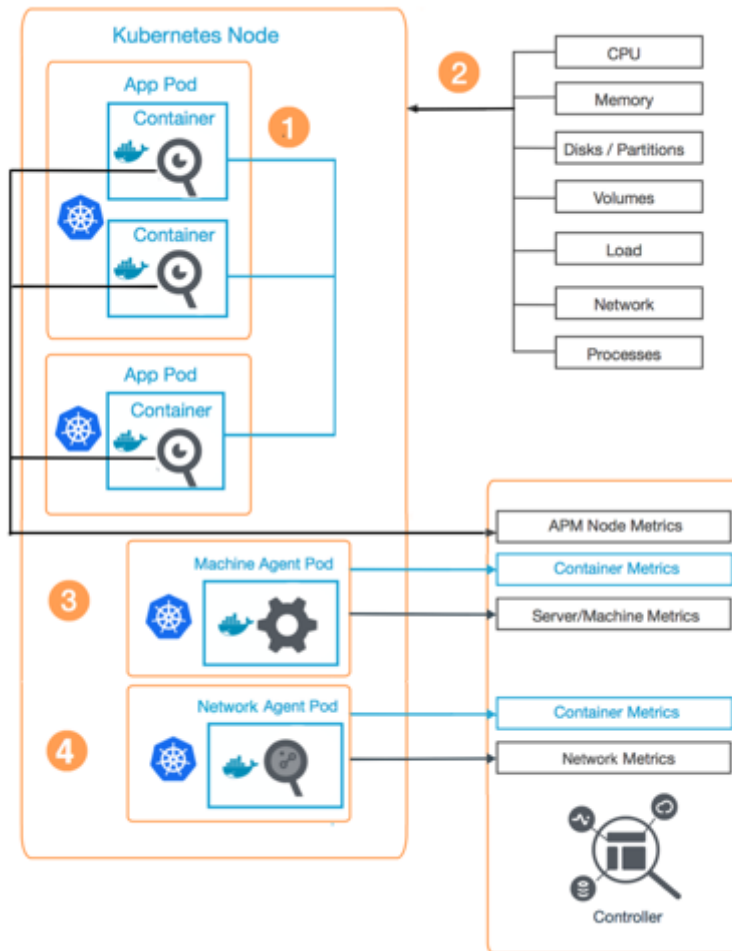 Kubernetes Node
App Pod
Container
1
Container
App Pod
Container
2
CPU
Memory
Disks / Partitions
Volumes
Load
Network
Processes
APM Node Metrics
3
Machine Agent Pod
Container Metrics
Server/Machine Metrics
4
Network Agent Pod
Container Metrics
Network Metrics
Controller